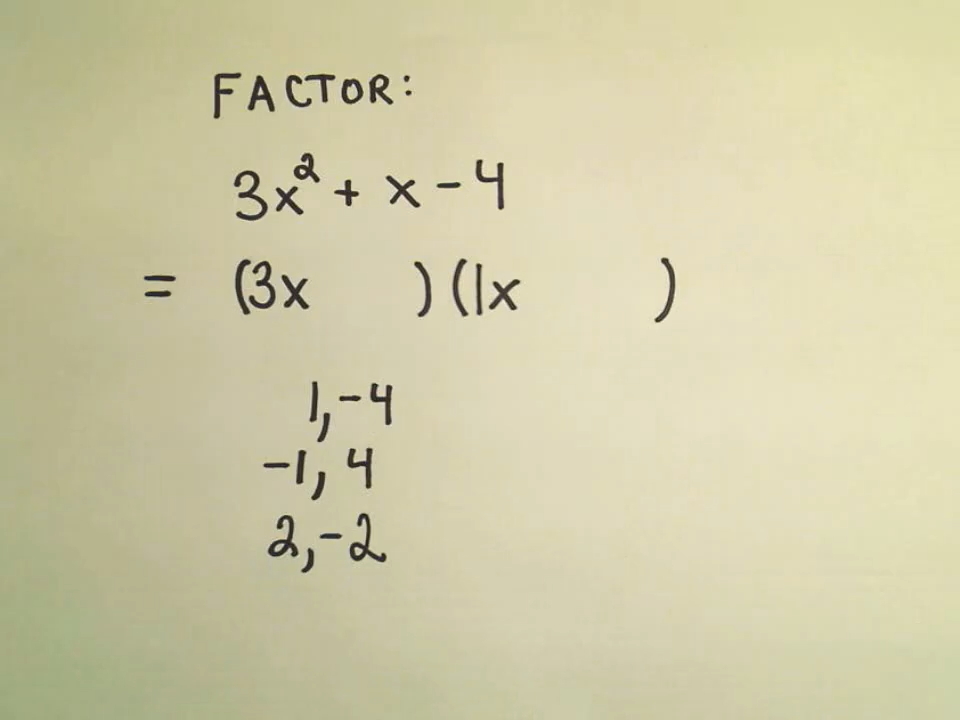 FACTOR:
3x² + x - 4
= (3x    ) (1x    )
1, -4
-1, 4
2, -2